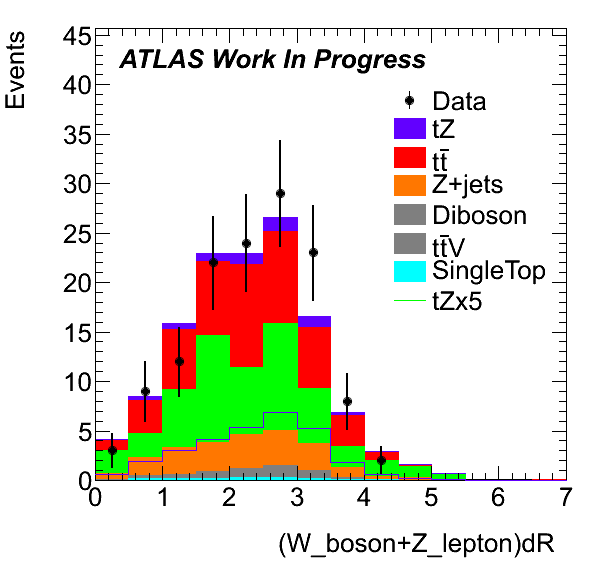 ATLAS Work In Progress
Events
45
40
35
30
25
20
15
10
5
0
Data
tZ
tt̄
Z+jets
Diboson
tt̄V
SingleTop
tZx5
0 1 2 3 4 5 6 7
(W_boson+Z_lepton)dR